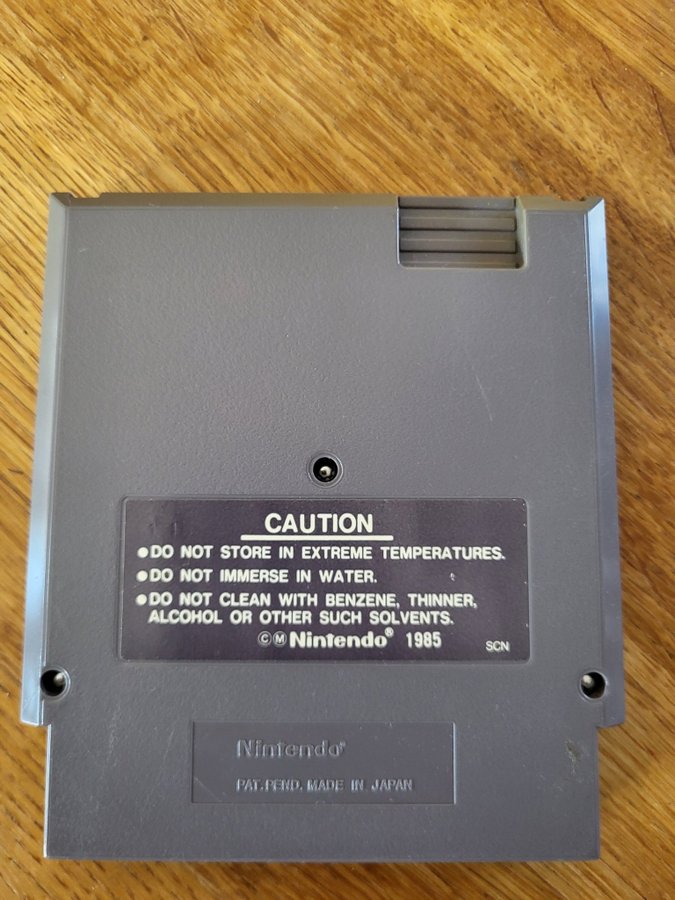 CAUTION
●DO NOT STORE IN EXTREME TEMPERATURES.
●DO NOT IMMERSE IN WATER.
●DO NOT CLEAN WITH BENZENE, THINNER,
ALCOHOL OR OTHER SUCH SOLVENTS.
©Ⓜ Nintendo® 1985 SCN
Nintendo®
PAT. PEND. MADE IN JAPAN